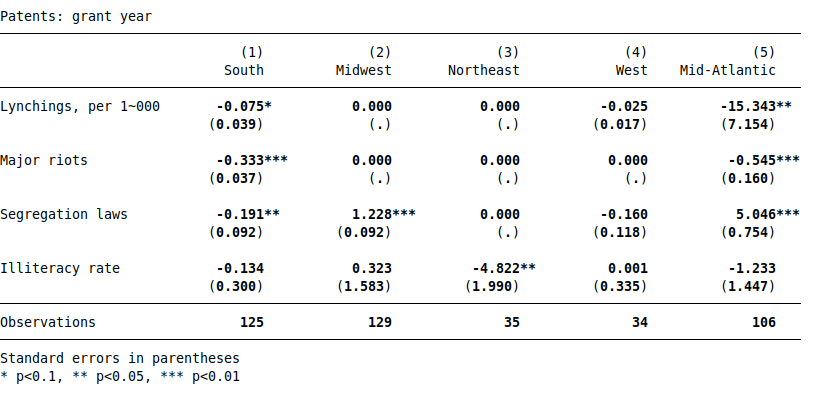 Patents: grant year
(1) (2) (3) (4) (5)
South Midwest Northeast West Mid-Atlantic
Lynchings, per 1~000 -0.075* 0.000 0.000 -0.025 -15.343**
(0.039) (.) (.) (0.017) (7.154)
Major riots -0.333*** 0.000 0.000 0.000 -0.545***
(0.037) (.) (.) (.) (0.160)
Segregation laws -0.191** 1.228*** 0.000 -0.160 5.046***
(0.092) (0.092) (.) (0.118) (0.754)
Illiteracy rate -0.134 0.323 -4.822** 0.001 -1.233
(0.300) (1.583) (1.990) (0.335) (1.447)
Observations 125 129 35 34 106
Standard errors in parentheses
* p<0.1, ** p<0.05, *** p<0.01